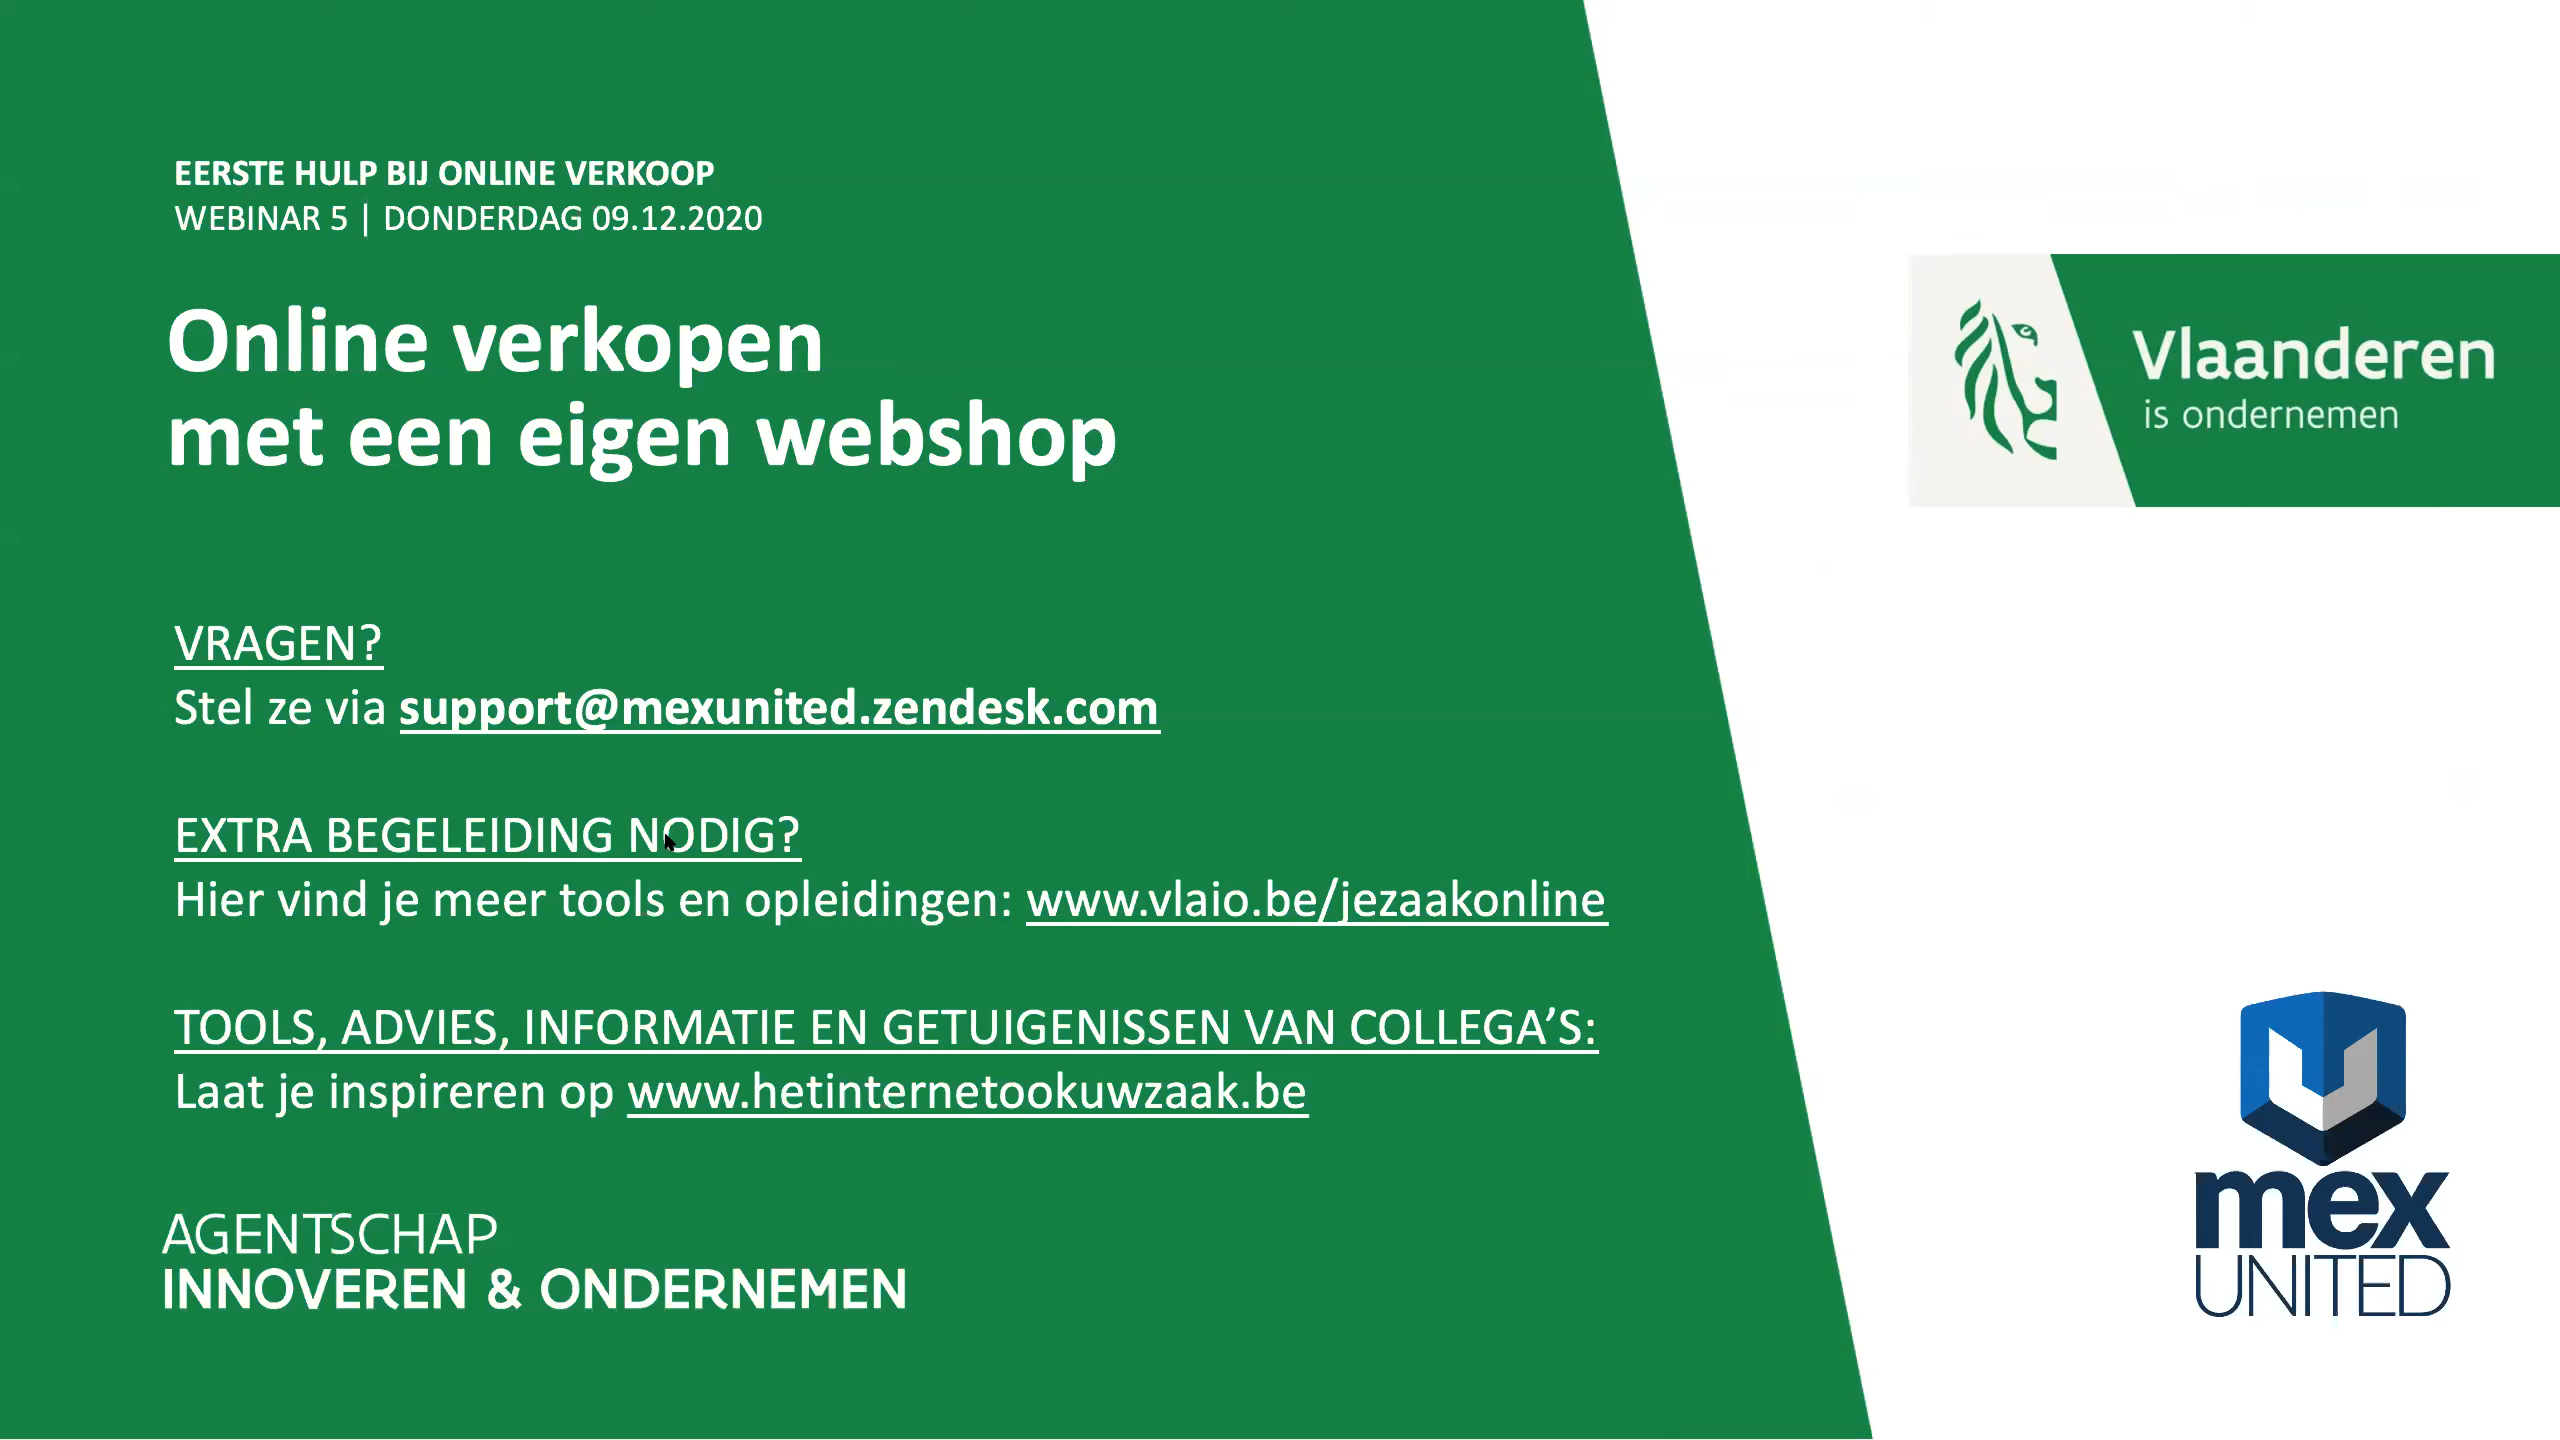 EERSTE HULP BIJ ONLINE VERKOOP
WEBINAR 5 | DONDERDAG 09.12.2020
Online verkopen
met een eigen webshop
Vlaanderen
is ondernemen
VRAGEN?
Stel ze via support@mexunited.zendesk.com
EXTRA BEGELEIDING NODIG?
Hier vind je meer tools en opleidingen: www.vlaio.be/jezaakonline
TOOLS, ADVIES, INFORMATIE EN GETUIGENISSEN VAN COLLEGA’S:
Laat je inspireren op www.hetinternetookuwzaak.be
AGENTSCHAP
INNOVEREN & ONDERNEMEN
mex
UNITED